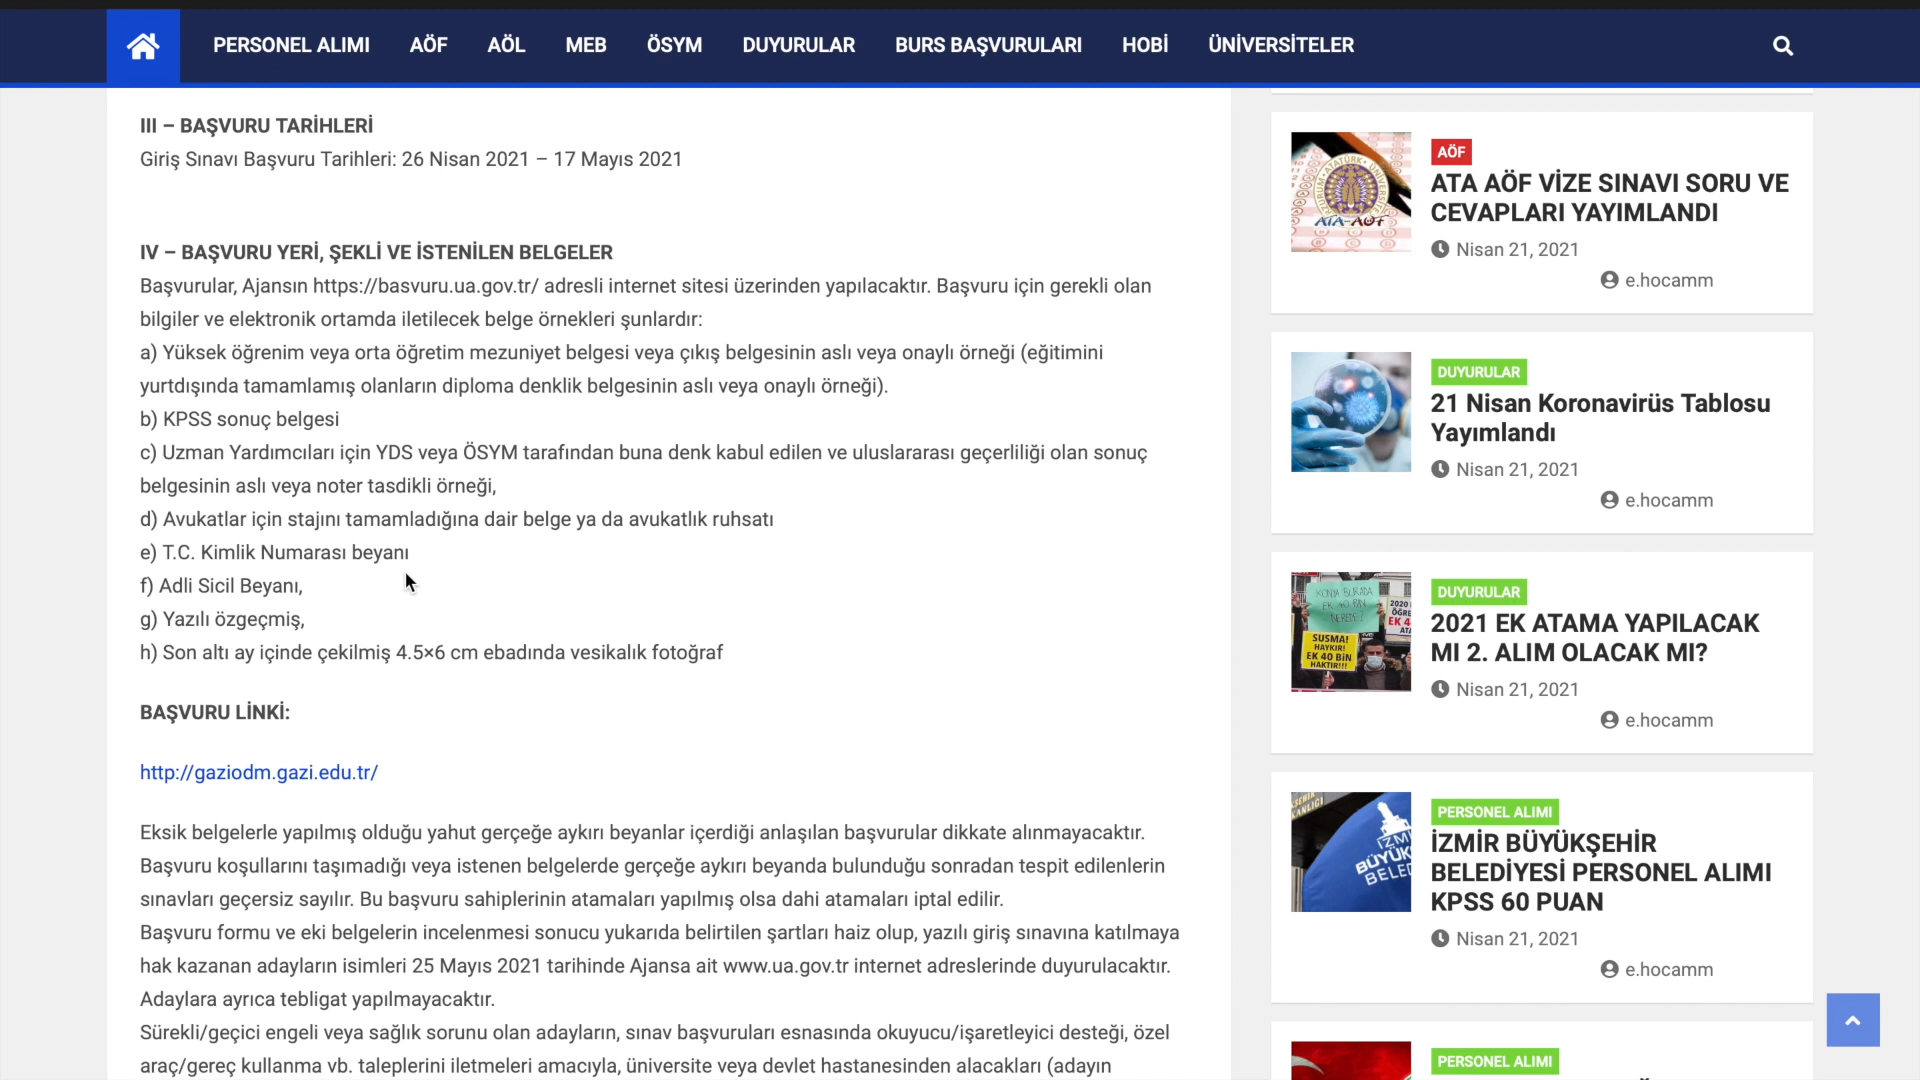 PERSONEL ALIMI AÖF AÖL MEB ÖSYM DUYURULAR BURS BAŞVURULARI HOBİ ÜNİVERSİTELER
III – BAŞVURU TARİHLERİ
Giriş Sınavı Başvuru Tarihleri: 26 Nisan 2021 – 17 Mayıs 2021
IV – BAŞVURU YERİ, ŞEKLİ VE İSTENİLEN BELGELER
Başvurular, Ajansın https://basvuru.ua.gov.tr/ adresli internet sitesi üzerinden yapılacaktır. Başvuru için gerekli olan
bilgiler ve elektronik ortamda iletilecek belge örnekleri şunlardır:
a) Yüksek öğrenim veya orta öğretim mezuniyet belgesi veya çıkış belgesinin aslı veya onaylı örneği (eğitimini
yurtdışında tamamlamış olanların diploma denklik belgesinin aslı veya onaylı örneği).
b) KPSS sonuç belgesi
c) Uzman Yardımcıları için YDS veya ÖSYM tarafından buna denk kabul edilen ve uluslararası geçerliliği olan sonuç
belgesinin aslı veya noter tasdikli örneği,
d) Avukatlar için stajını tamamladığına dair belge ya da avukatlık ruhsatı
e) T.C. Kimlik Numarası beyanı
f) Adli Sicil Beyanı,
g) Yazılı özgeçmiş,
h) Son altı ay içinde çekilmiş 4.5×6 cm ebadında vesikalık fotoğraf
BAŞVURU LİNKİ:
http://gaziodm.gazi.edu.tr/
Eksik belgelerle yapılmış olduğu yahut gerçeğe aykırı beyanlar içerdiği anlaşılan başvurular dikkate alınmayacaktır.
Başvuru koşullarını taşımadığı veya istenen belgelerde gerçeğe aykırı beyanda bulunduğu sonradan tespit edilenlerin
sınavları geçersiz sayılır. Bu başvuru sahiplerinin atamaları yapılmış olsa dahi atamaları iptal edilir.
Başvuru formu ve eki belgelerin incelenmesi sonucu yukarıda belirtilen şartları haiz olup, yazılı giriş sınavına katılmaya
hak kazanan adayların isimleri 25 Mayıs 2021 tarihinde Ajansa ait www.ua.gov.tr internet adreslerinde duyurulacaktır.
Adaylara ayrıca tebligat yapılmayacaktır.
Sürekli/geçici engeli veya sağlık sorunu olan adayların, sınav başvuruları esnasında okuyucu/işaretleyici desteği, özel
araç/gereç kullanma vb. taleplerini iletmeleri amacıyla, üniversite veya devlet hastanesinden alacakları (adayın
ATA-AÖF
AÖF
ATA AÖF VİZE SINAVI SORU VE
CEVAPLARI YAYIMLANDI
Nisan 21, 2021
e.hocamm
DUYURULAR
21 Nisan Koronavirüs Tablosu
Yayımlandı
Nisan 21, 2021
e.hocamm
SUSMA!
HAYKIR!
EK 40 BİN
HAKTIR!!!
DUYURULAR
2021 EK ATAMA YAPILACAK
MI 2. ALIM OLACAK MI?
Nisan 21, 2021
e.hocamm
PERSONEL ALIMI
İZMİR BÜYÜKŞEHİR
BELEDİYESİ PERSONEL ALIMI
KPSS 60 PUAN
Nisan 21, 2021
e.hocamm
PERSONEL ALIMI